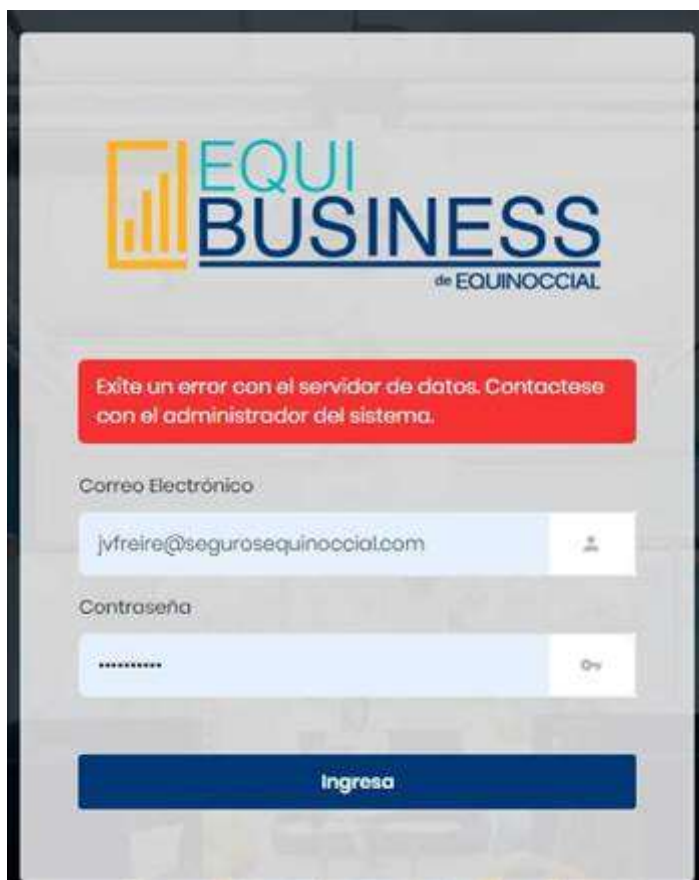 EQUI
BUSINESS
de EQUINOCCIAL
Exite un error con el servidor de datos. Contactese
con el administrador del sistema.
Correo Electrónico
jvfreire@segurosequinoccial.com
Contraseña
••••••••••
Ingresa